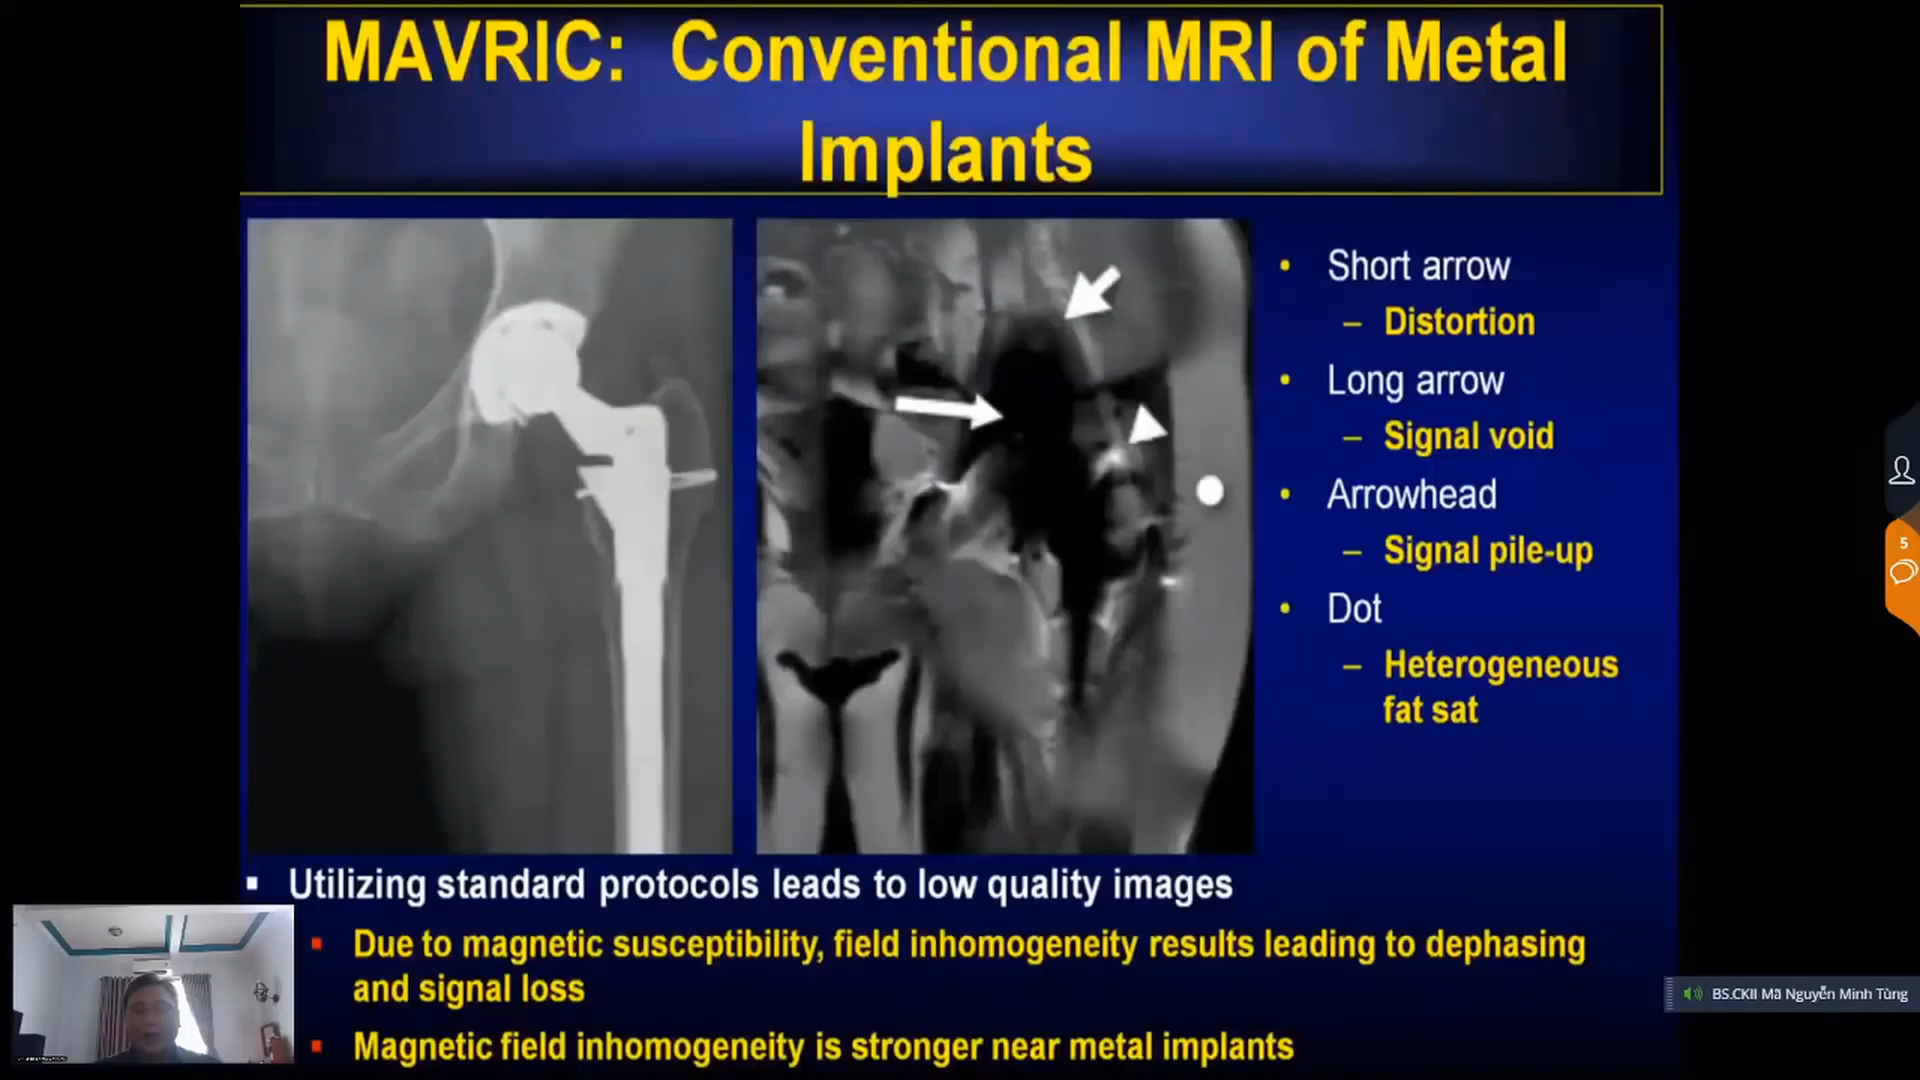 MAVRIC: Conventional MRI of Metal
Implants
• Short arrow
– Distortion
• Long arrow
– Signal void
• Arrowhead
– Signal pile-up
• Dot
– Heterogeneous
fat sat
5
▪ Utilizing standard protocols leads to low quality images
▪ Due to magnetic susceptibility, field inhomogeneity results leading to dephasing
and signal loss
▪ Magnetic field inhomogeneity is stronger near metal implants
BS.CKII Mã Nguyễn Minh Tùng